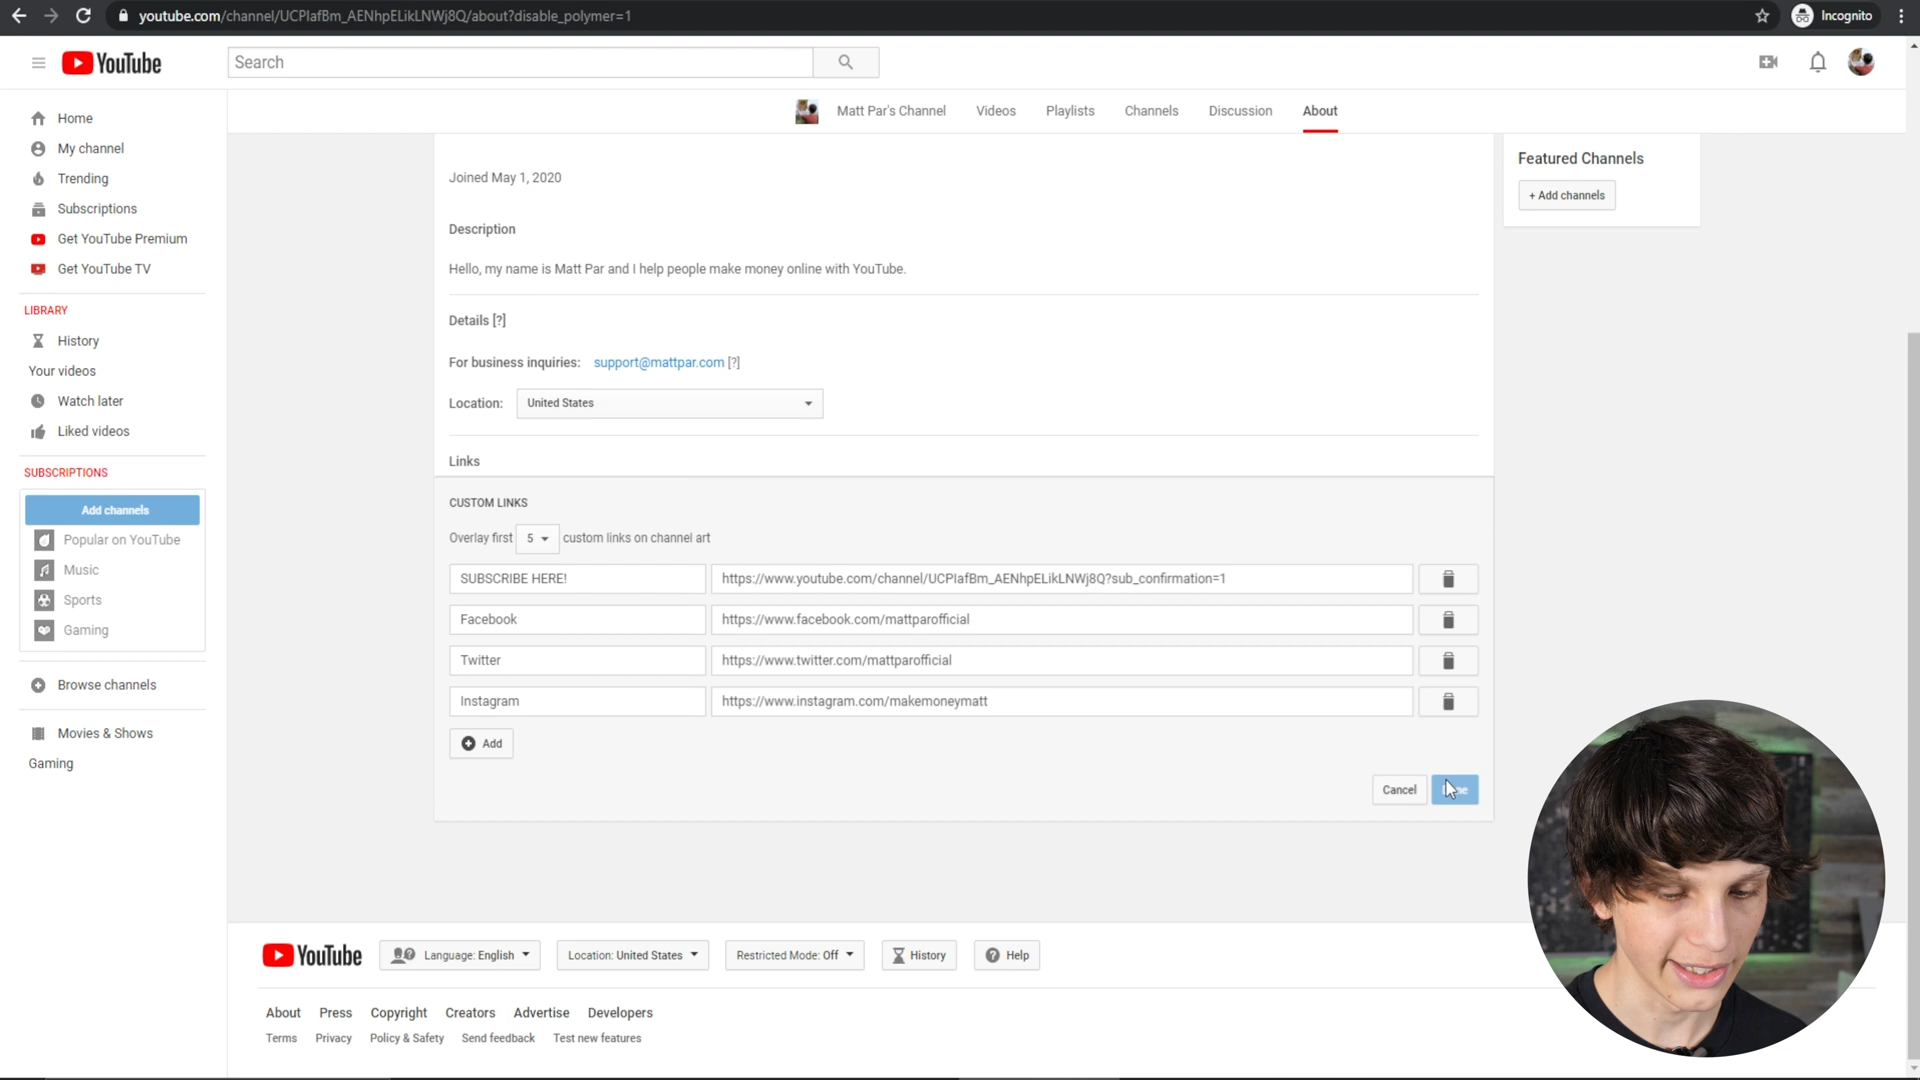 youtube.com/channel/UCPIafBm_AENhpELikLNWj8Q/about?disable_polymer=1
Incognito
YouTube
Search
Matt Par's Channel
Videos
Playlists
Channels
Discussion
About
Home
My channel
Trending
Subscriptions
Get YouTube Premium
Get YouTube TV
LIBRARY
History
Your videos
Watch later
Liked videos
SUBSCRIPTIONS
Add channels
Popular on YouTube
Music
Sports
Gaming
Browse channels
Movies & Shows
Gaming
Joined May 1, 2020
Description
Hello, my name is Matt Par and I help people make money online with YouTube.
Details [?]
For business inquiries: support@mattpar.com [?]
Location: United States
Links
CUSTOM LINKS
Overlay first 5 custom links on channel art
SUBSCRIBE HERE! https://www.youtube.com/channel/UCPIafBm_AENhpELikLNWj8Q?sub_confirmation=1
Facebook https://www.facebook.com/mattparofficial
Twitter https://www.twitter.com/mattparofficial
Instagram https://www.instagram.com/makemoneymatt
Add
Cancel
Featured Channels
+ Add channels
YouTube
Language: English
Location: United States
Restricted Mode: Off
History
Help
About Press Copyright Creators Advertise Developers
Terms Privacy Policy & Safety Send feedback Test new features